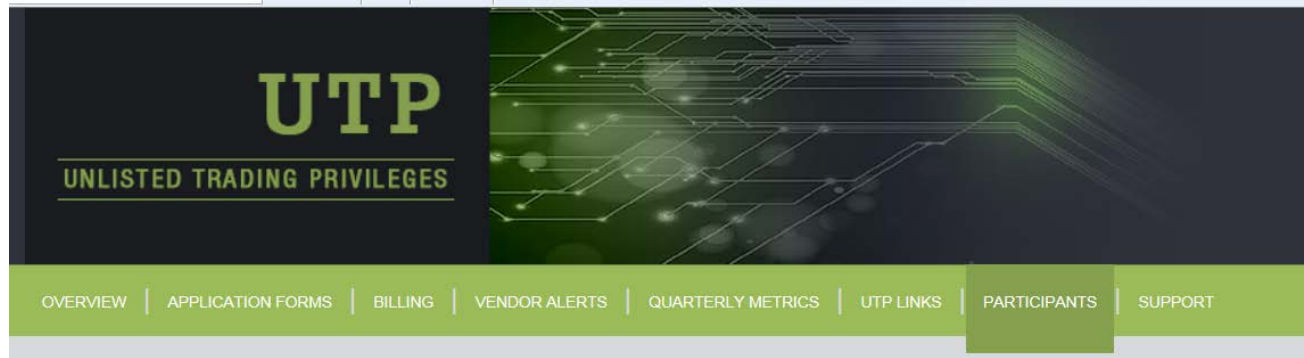 UTP
UNLISTED TRADING PRIVILEGES
OVERVIEW APPLICATION FORMS BILLING VENDOR ALERTS QUARTERLY METRICS UTP LINKS PARTICIPANTS SUPPORT